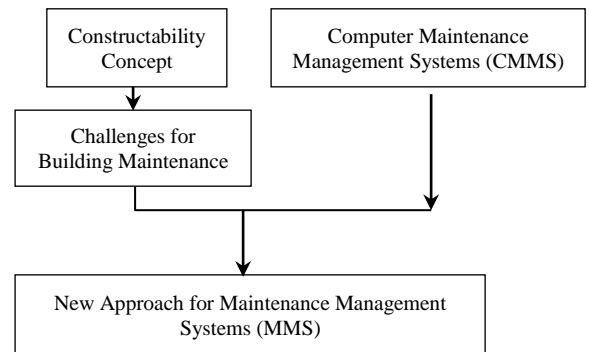 Constructability
Concept
Computer Maintenance
Management Systems (CMMS)
Challenges for
Building Maintenance
New Approach for Maintenance Management
Systems (MMS)